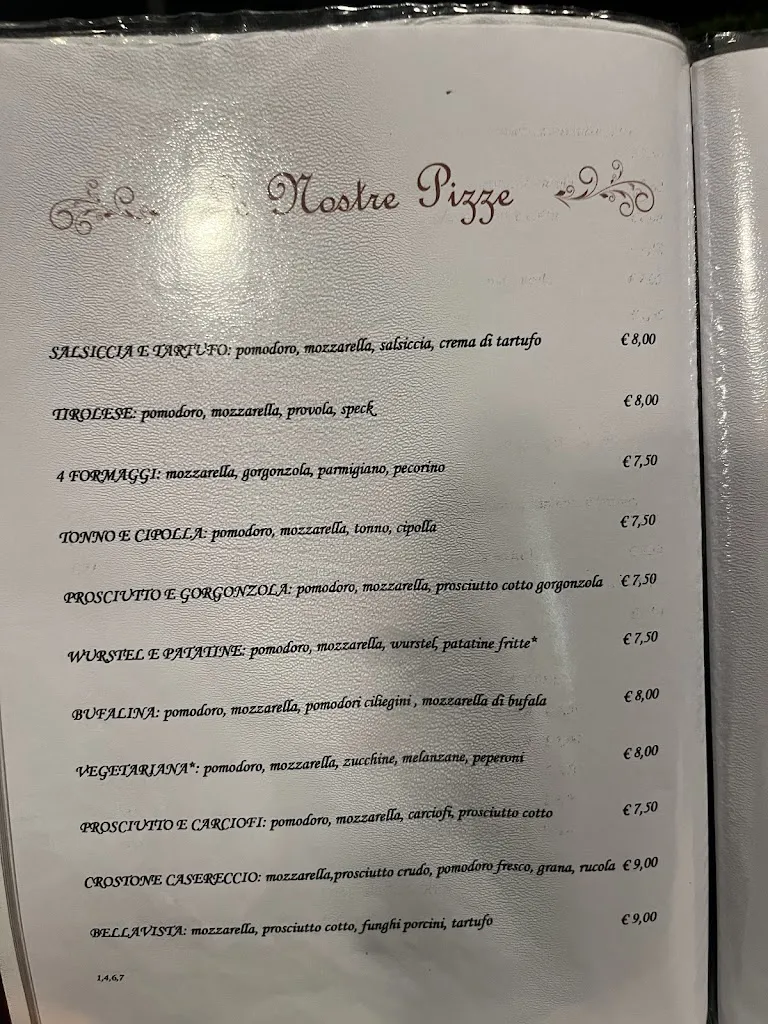 Nostre Pizze
SALSICCIA E TARTUFO: pomodoro, mozzarella, salsiccia, crema di tartufo € 8,00
TIROLESE: pomodoro, mozzarella, provola, speck € 8,00
4 FORMAGGI: mozzarella, gorgonzola, parmigiano, pecorino € 7,50
TONNO E CIPOLLA: pomodoro, mozzarella, tonno, cipolla € 7,50
PROSCIUTTO E GORGONZOLA: pomodoro, mozzarella, prosciutto cotto gorgonzola € 7,50
WURSTEL E PATATINE: pomodoro, mozzarella, wurstel, patatine fritte* € 7,50
BUFALINA: pomodoro, mozzarella, pomodori ciliegini , mozzarella di bufala € 8,00
VEGETARIANA*: pomodoro, mozzarella, zucchine, melanzane, peperoni € 8,00
PROSCIUTTO E CARCIOFI: pomodoro, mozzarella, carciofi, prosciutto cotto € 7,50
CROSTONE CASERECCIO: mozzarella,prosciutto crudo, pomodoro fresco, grana, rucola € 9,00
BELLAVISTA: mozzarella, prosciutto cotto, funghi porcini, tartufo € 9,00
1,4,6,7